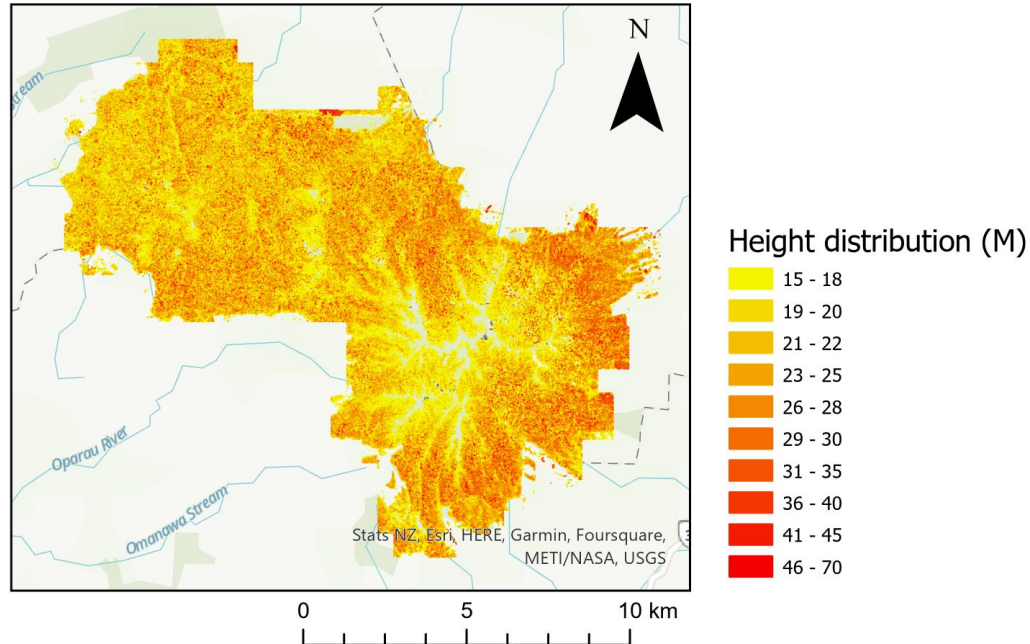 N
stream
Oparau River
Omanawa Stream
Stats NZ, Esri, HERE, Garmin, Foursquare,
METI/NASA, USGS
3
0 5 10 km
Height distribution (M)
15 - 18
19 - 20
21 - 22
23 - 25
26 - 28
29 - 30
31 - 35
36 - 40
41 - 45
46 - 70